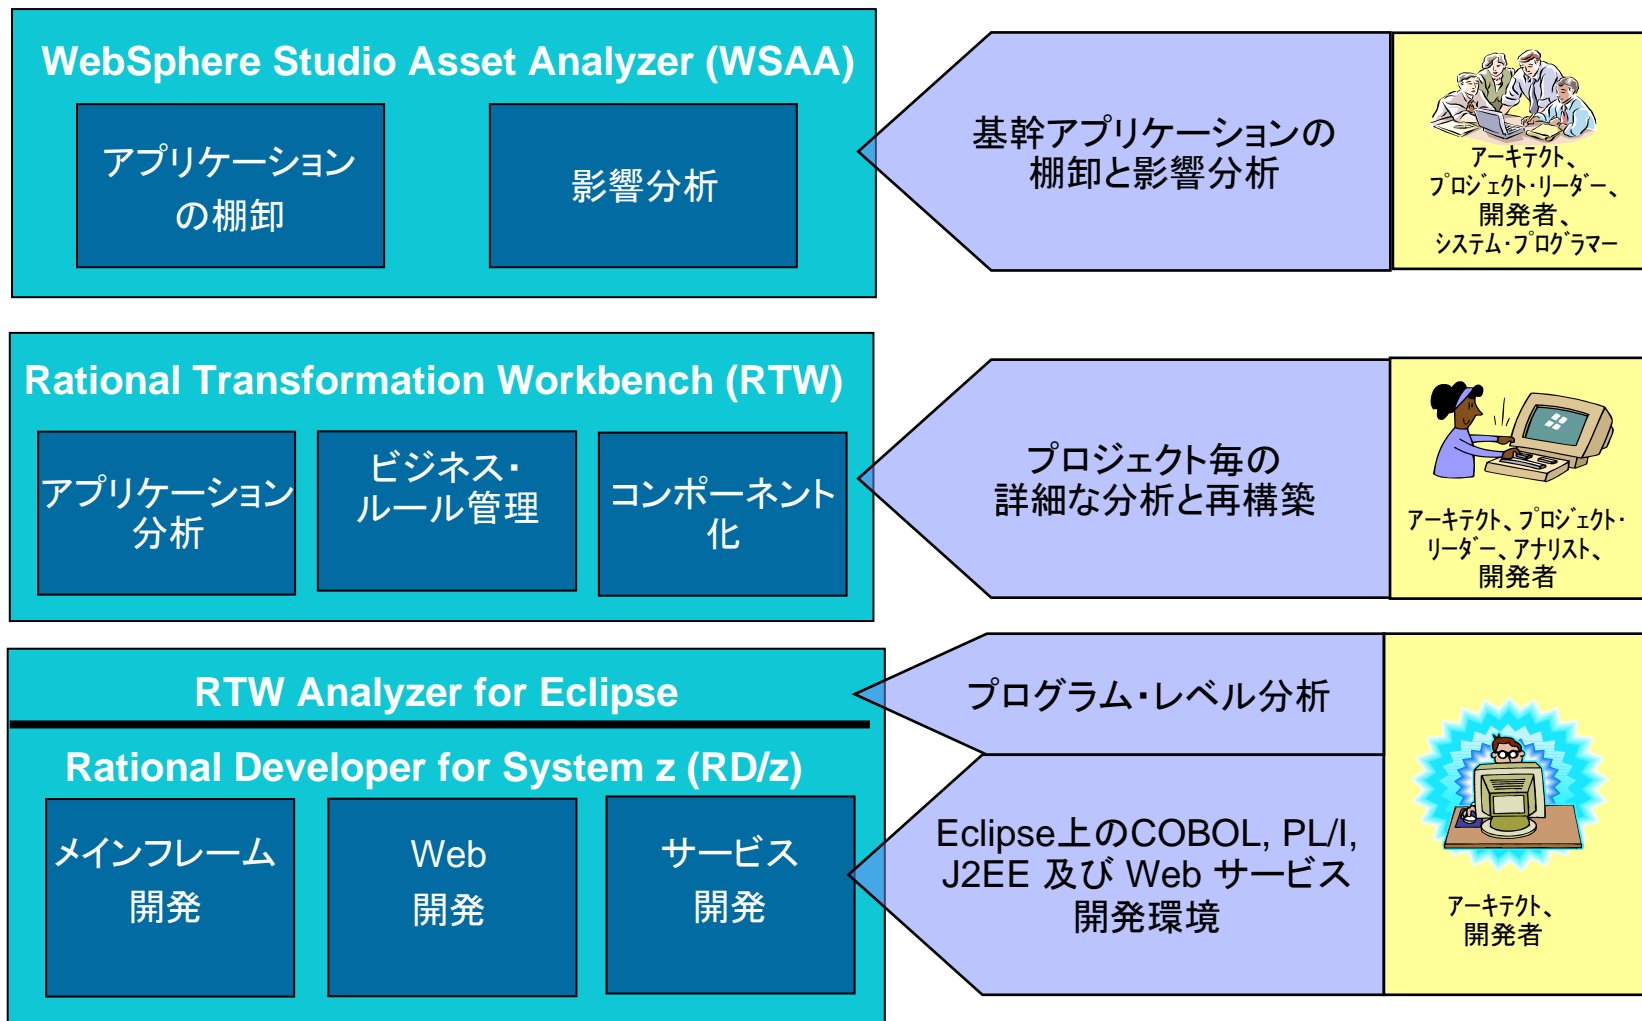 WebSphere Studio Asset Analyzer (WSAA)
アプリケーション
の棚卸
影響分析
基幹アプリケーションの
棚卸と影響分析
ｱｰｷﾃｸﾄ、
ﾌﾟﾛｼﾞｪｸﾄ・ﾘｰﾀﾞｰ、
開発者、
ｼｽﾃﾑ・ﾌﾟﾛｸﾞﾗﾏｰ
Rational Transformation Workbench (RTW)
アプリケーション
分析
ビジネス・
ルール管理
コンポーネント
化
プロジェクト毎の
詳細な分析と再構築
ｱｰｷﾃｸﾄ、ﾌﾟﾛｼﾞｪｸﾄ・
ﾘｰﾀﾞｰ、ｱﾅﾘｽﾄ、
開発者
RTW Analyzer for Eclipse
プログラム・レベル分析
Rational Developer for System z (RD/z)
メインフレーム
開発
Web
開発
サービス
開発
Eclipse上のCOBOL, PL/I,
J2EE 及び Web サービス
開発環境
ｱｰｷﾃｸﾄ、
開発者